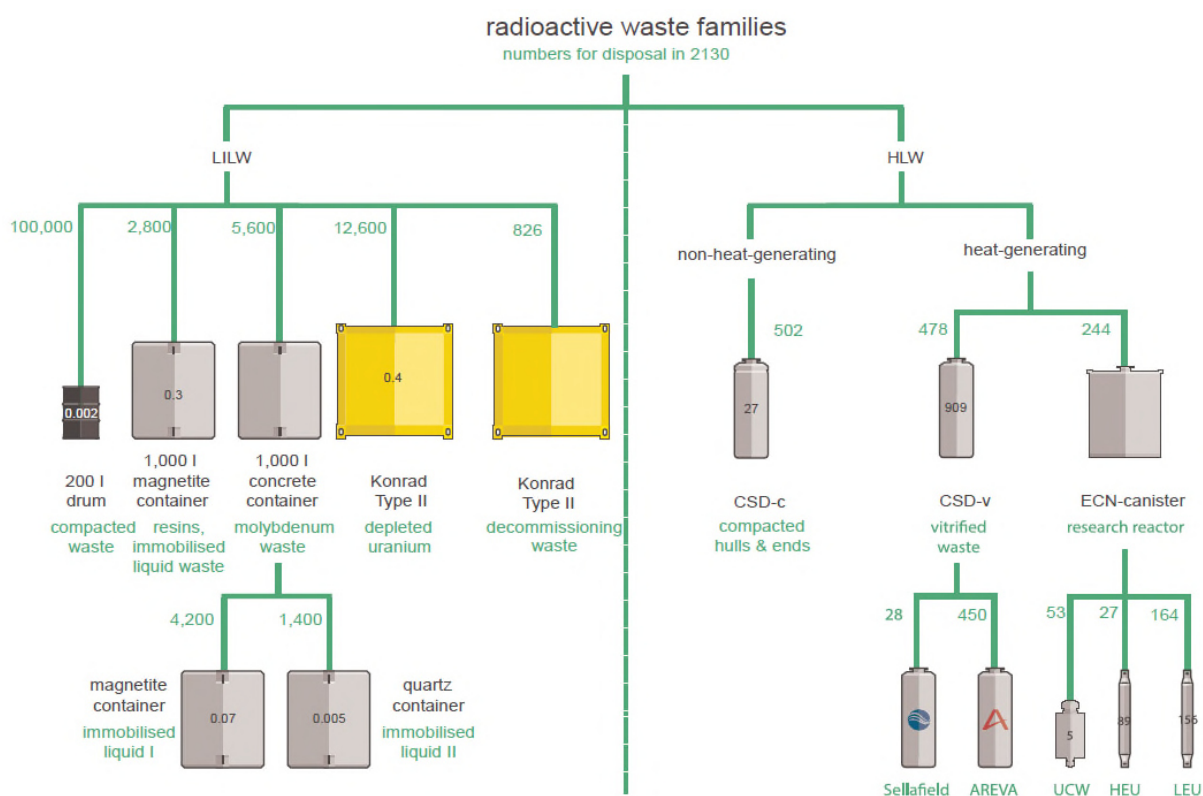 radioactive waste families
numbers for disposal in 2130
LILW
HLW
100,000
2,800
5,600
12,600
826
non-heat-generating
heat-generating
502
478
244
0.002
0.3
0.4
27
909
200 l
drum
compacted
waste
1,000 l
magnetite
container
resins,
immobilised
liquid waste
1,000 l
concrete
container
molybdenum
waste
Konrad
Type II
depleted
uranium
Konrad
Type II
decommissioning
waste
CSD-c
compacted
hulls & ends
CSD-v
vitrified
waste
ECN-canister
research reactor
4,200
1,400
28
450
53
27
164
magnetite
container
immobilised
liquid I
0.07
0.005
quartz
container
immobilised
liquid II
5
89
156
Sellafield
AREVA
UCW
HEU
LEU